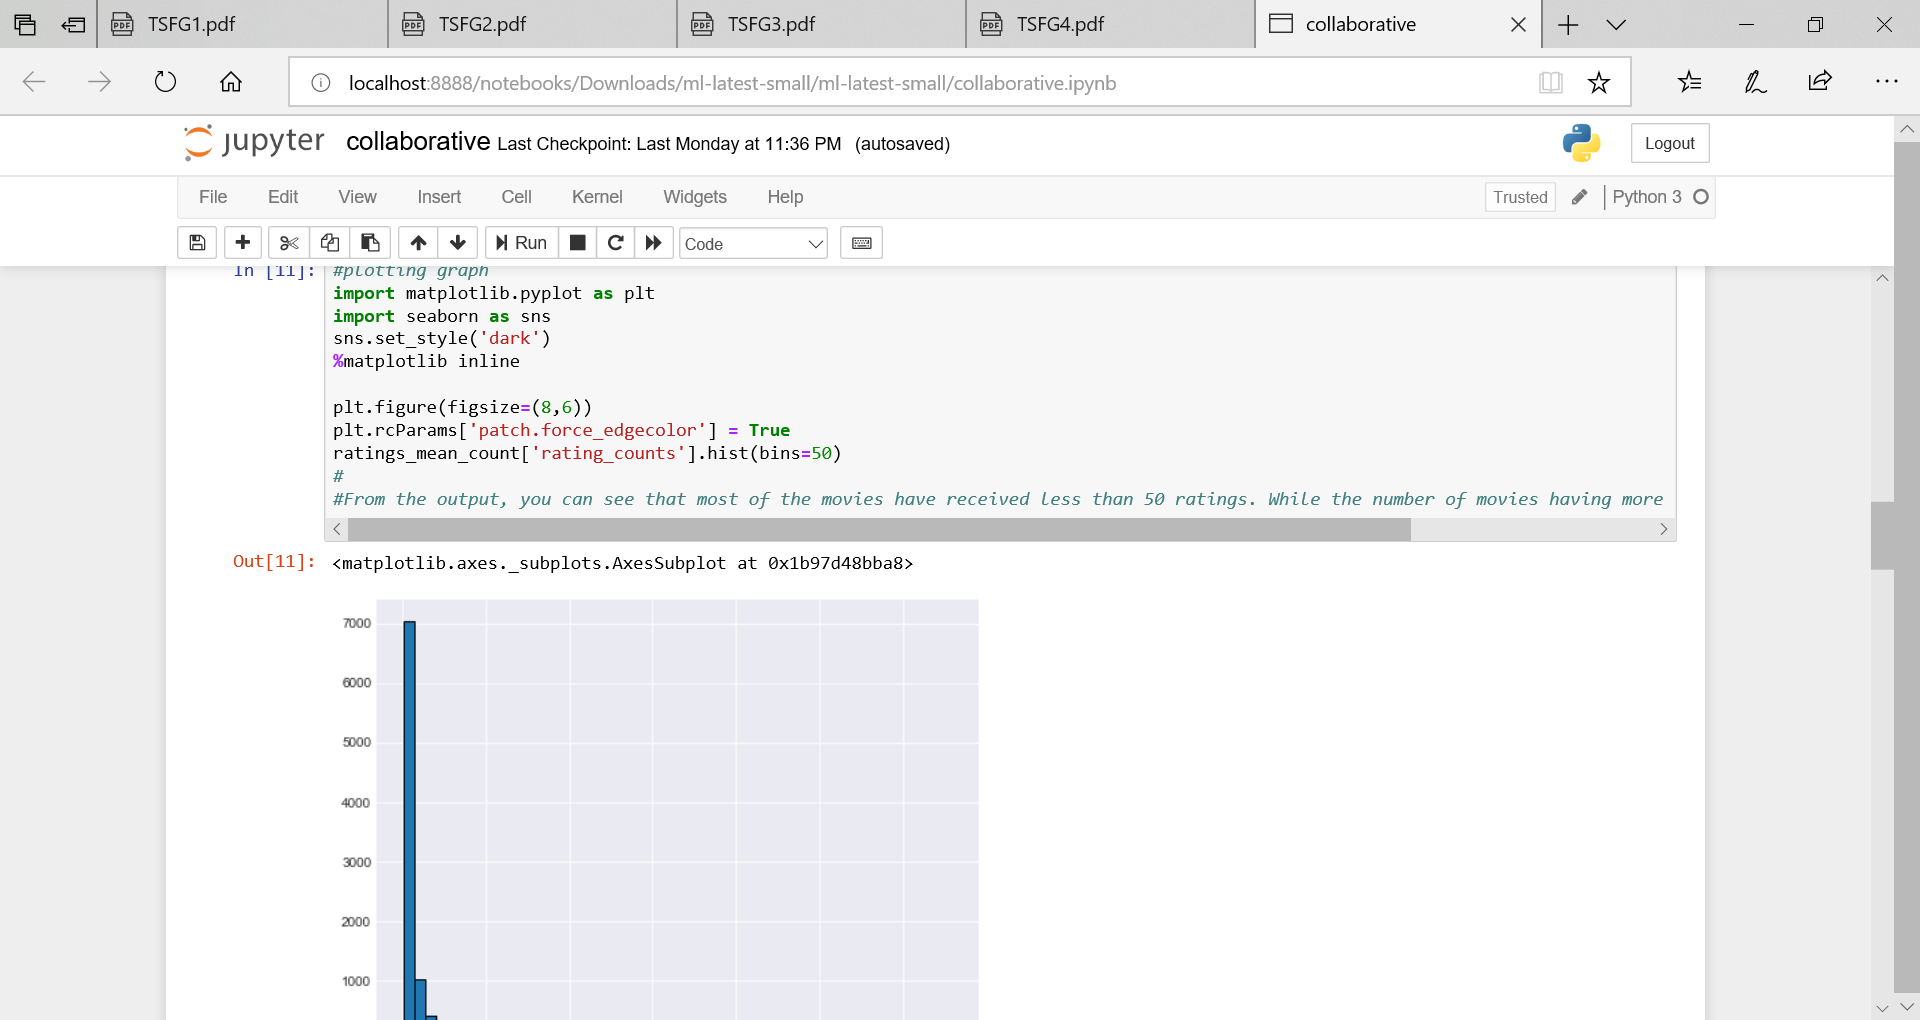 TSFG1.pdf
TSFG2.pdf
TSFG3.pdf
TSFG4.pdf
collaborative
localhost:8888/notebooks/Downloads/ml-latest-small/ml-latest-small/collaborative.ipynb
jupyter collaborative Last Checkpoint: Last Monday at 11:36 PM (autosaved)
Logout
File Edit View Insert Cell Kernel Widgets Help
Trusted
Python 3
Run
Code
In [11]: #plotting graph
import matplotlib.pyplot as plt
import seaborn as sns
sns.set_style('dark')
%matplotlib inline
plt.figure(figsize=(8,6))
plt.rcParams['patch.force_edgecolor'] = True
ratings_mean_count['rating_counts'].hist(bins=50)
#
#From the output, you can see that most of the movies have received less than 50 ratings. While the number of movies having more
Out[11]: <matplotlib.axes._subplots.AxesSubplot at 0x1b97d48bba8>
7000
6000
5000
4000
3000
2000
1000